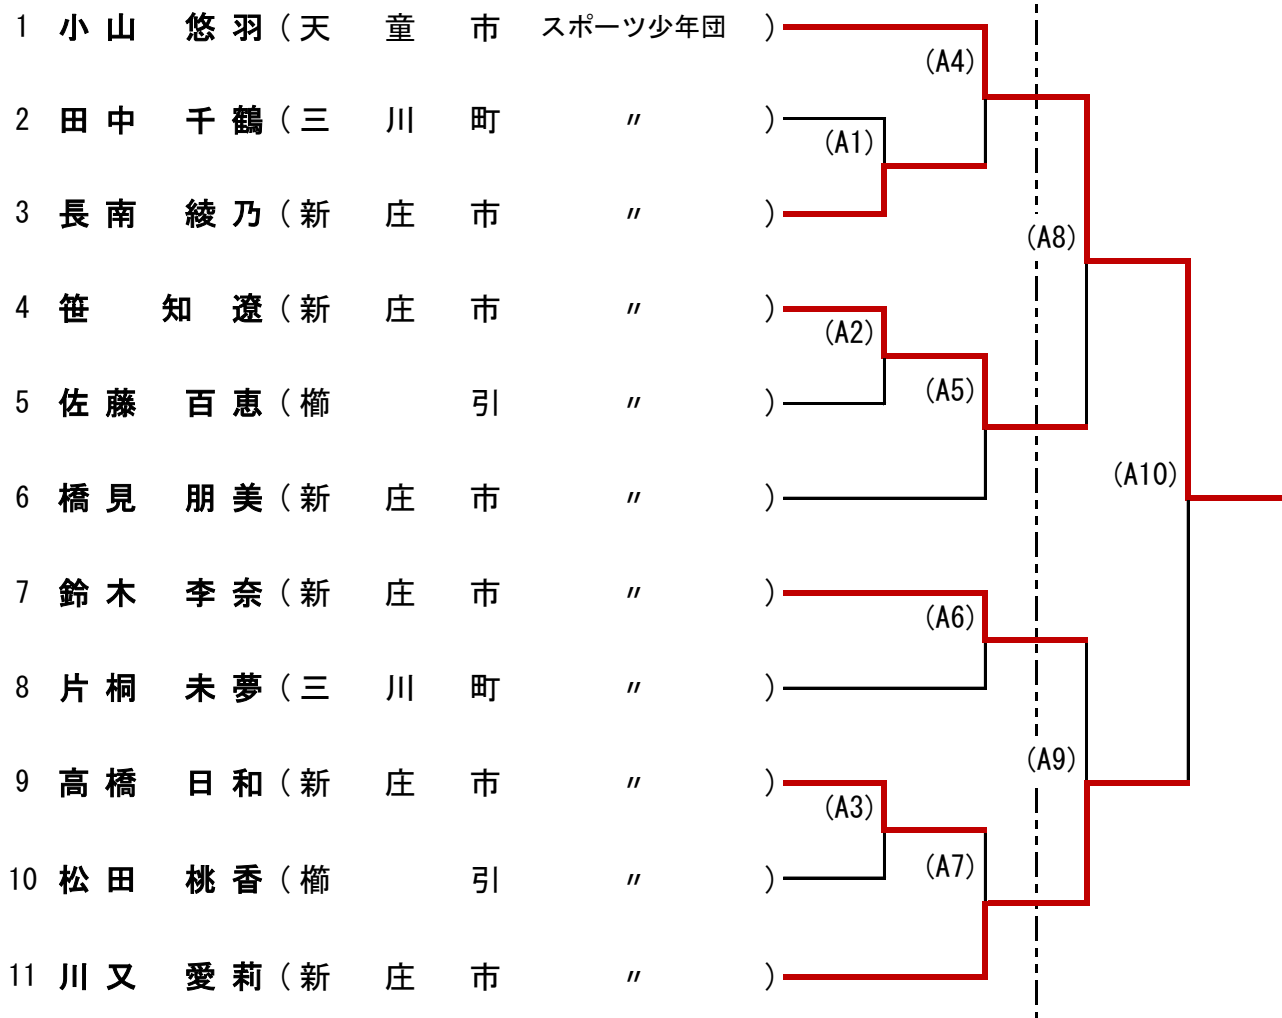 1 小山 悠羽 (天童市 スポーツ少年団)
(A4)
2 田中 千鶴 (三川町 〃)
(A1)
3 長南 綾乃 (新庄市 〃)
(A8)
4 笹 知遼 (新庄市 〃)
(A2)
5 佐藤 百恵 (櫛引 〃)
(A5)
(A10)
6 橋見 朋美 (新庄市 〃)
7 鈴木 李奈 (新庄市 〃)
(A6)
8 片桐 未夢 (三川町 〃)
(A9)
9 高橋 日和 (新庄市 〃)
(A3)
10 松田 桃香 (櫛引 〃)
(A7)
11 川又 愛莉 (新庄市 〃)